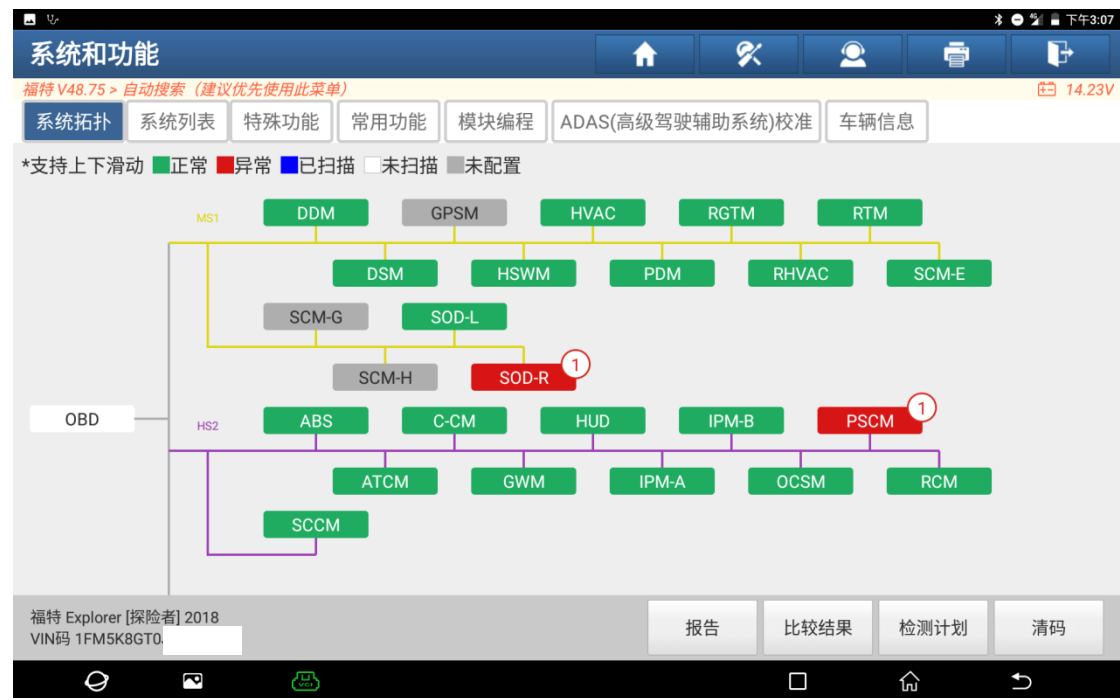 下午3:07
系统和功能
福特 V48.75 > 自动搜索（建议优先使用此菜单） 14.23V
系统拓扑 系统列表 特殊功能 常用功能 模块编程 ADAS(高级驾驶辅助系统)校准 车辆信息
*支持上下滑动 正常 异常 已扫描 未扫描 未配置
MS1 DDM GPSM HVAC RGTM RTM
DSM HSWM PDM RHVAC SCM-E
SCM-G SOD-L
SCM-H SOD-R 1
OBD HS2 ABS C-CM HUD IPM-B PSCM 1
ATCM GWM IPM-A OCSM RCM
SCCM
福特 Explorer [探险者] 2018
VIN码 1FM5K8GT0
报告 比较结果 检测计划 清码
VCI